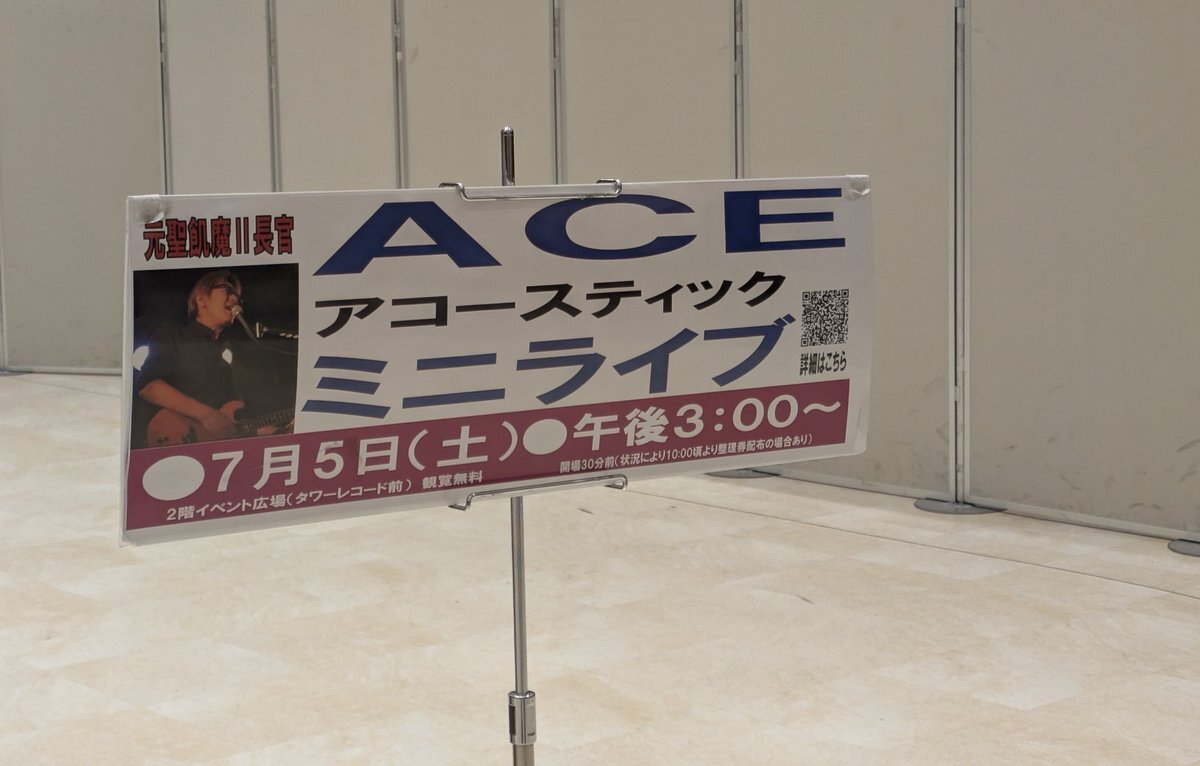 元聖飢魔II長官
ACE
アコースティック
ミニライブ
詳細はこちら
●7月5日(土)●午後3:00～
2階イベント広場(タワーレコード前) 観覧無料
開場30分前(状況により10:00頃より整理券配布の場合あり)